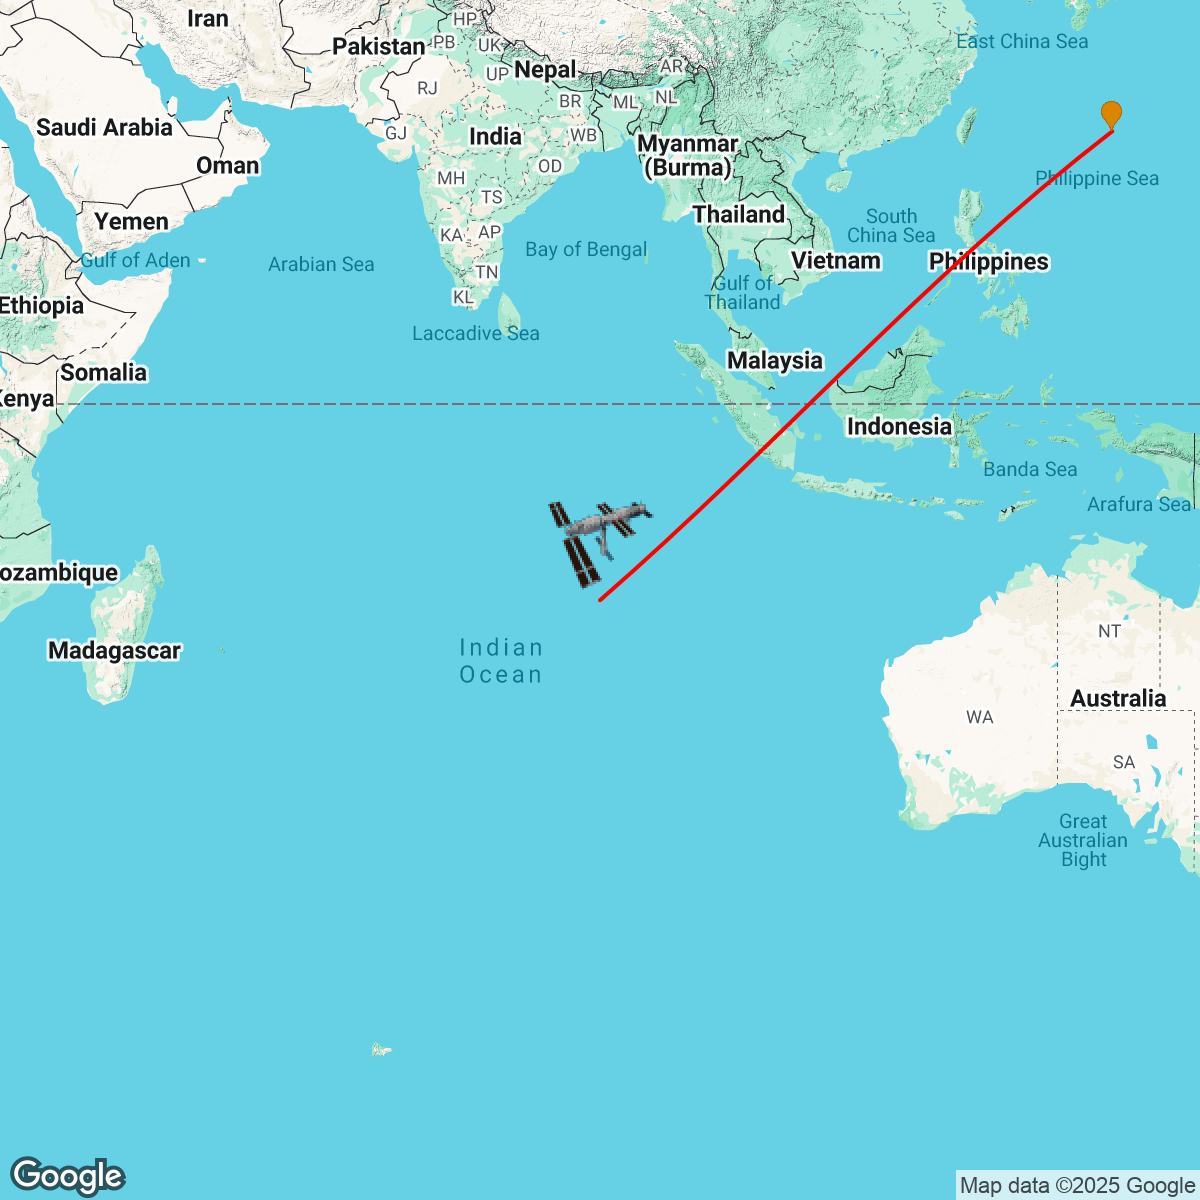 Iran
HP
East China Sea
Pakistan
PB
UK
Nepal
AR
UP
RJ
BR
ML
NL
Saudi Arabia
GJ
India
WB
Myanmar
(Burma)
Oman
OD
MH
Philippine Sea
TS
Yemen
Thailand
South
China Sea
KA
AP
Gulf of Aden
Arabian Sea
Bay of Bengal
Vietnam
Philippines
TN
Gulf of
Thailand
KL
Ethiopia
Laccadive Sea
Somalia
Malaysia
Kenya
Indonesia
Banda Sea
Arafura Sea
ozambique
NT
Madagascar
Indian
Ocean
Australia
WA
SA
Great
Australian
Bight
Google
Map data ©2025 Google